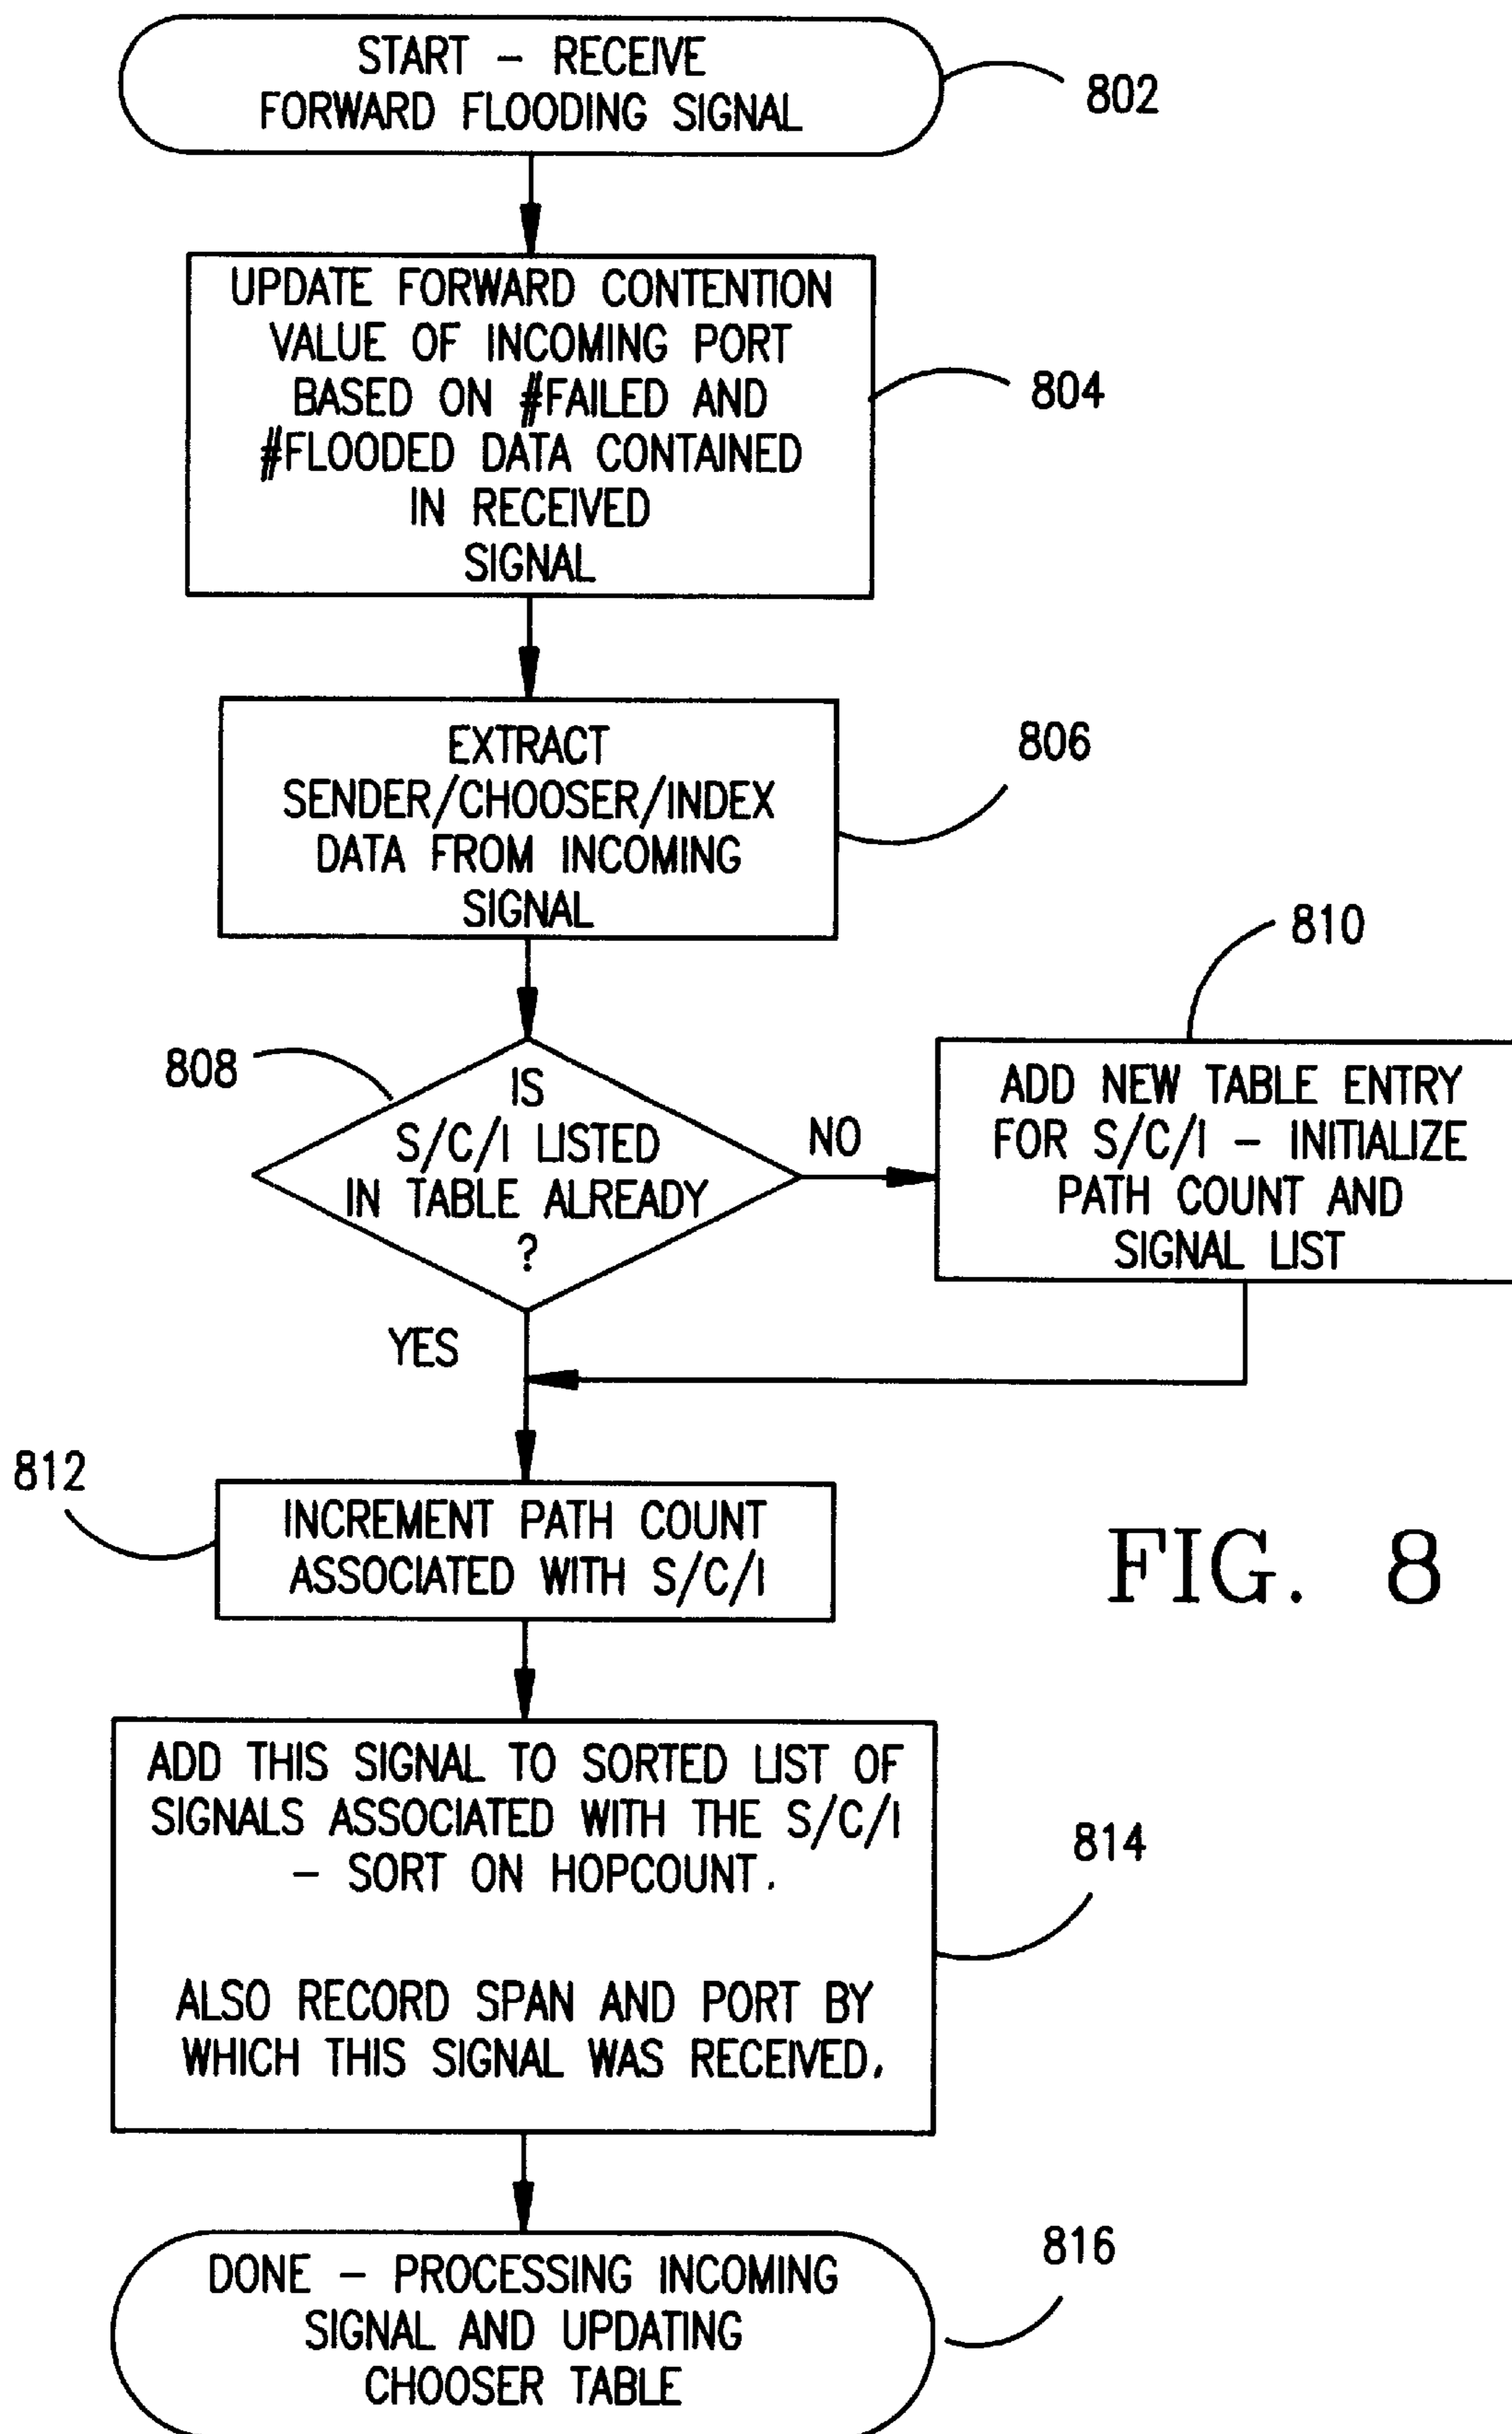 START – RECEIVE
FORWARD FLOODING SIGNAL
802
UPDATE FORWARD CONTENTION
VALUE OF INCOMING PORT
BASED ON #FAILED AND
#FLOODED DATA CONTAINED
IN RECEIVED
SIGNAL
804
EXTRACT
SENDER/CHOOSER/INDEX
DATA FROM INCOMING
SIGNAL
806
808
IS
S/C/I LISTED
IN TABLE ALREADY
?
NO
810
ADD NEW TABLE ENTRY
FOR S/C/I – INITIALIZE
PATH COUNT AND
SIGNAL LIST
YES
812
INCREMENT PATH COUNT
ASSOCIATED WITH S/C/I
FIG. 8
ADD THIS SIGNAL TO SORTED LIST OF
SIGNALS ASSOCIATED WITH THE S/C/I
– SORT ON HOPCOUNT.
ALSO RECORD SPAN AND PORT BY
WHICH THIS SIGNAL WAS RECEIVED.
814
DONE – PROCESSING INCOMING
SIGNAL AND UPDATING
CHOOSER TABLE
816